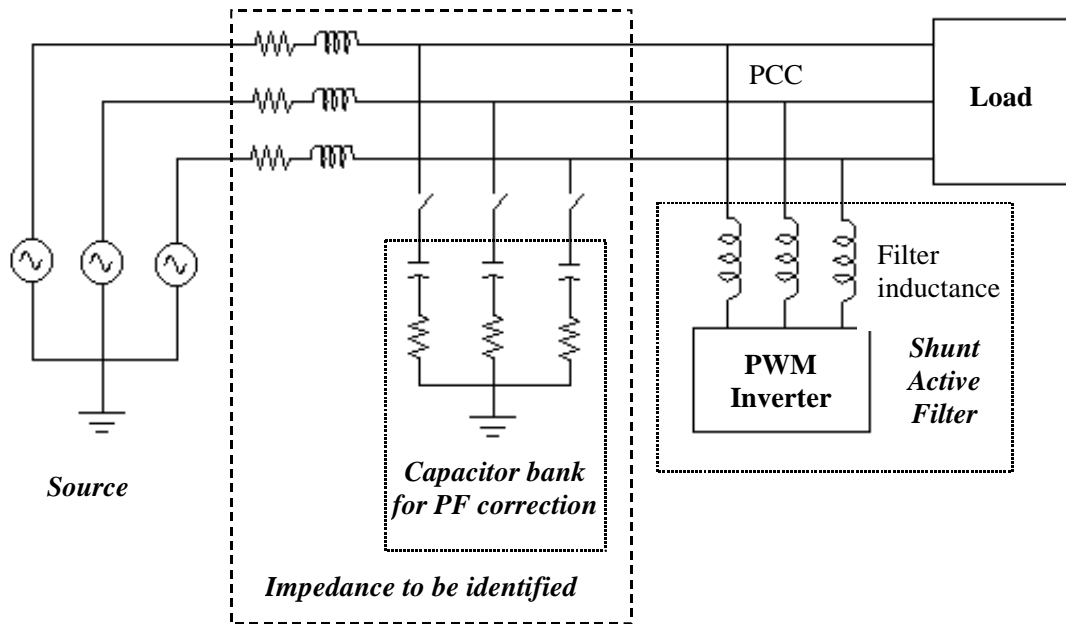 PCC
Load
Filter
inductance
PWM
Inverter
Shunt
Active
Filter
Source
Capacitor bank
for PF correction
Impedance to be identified